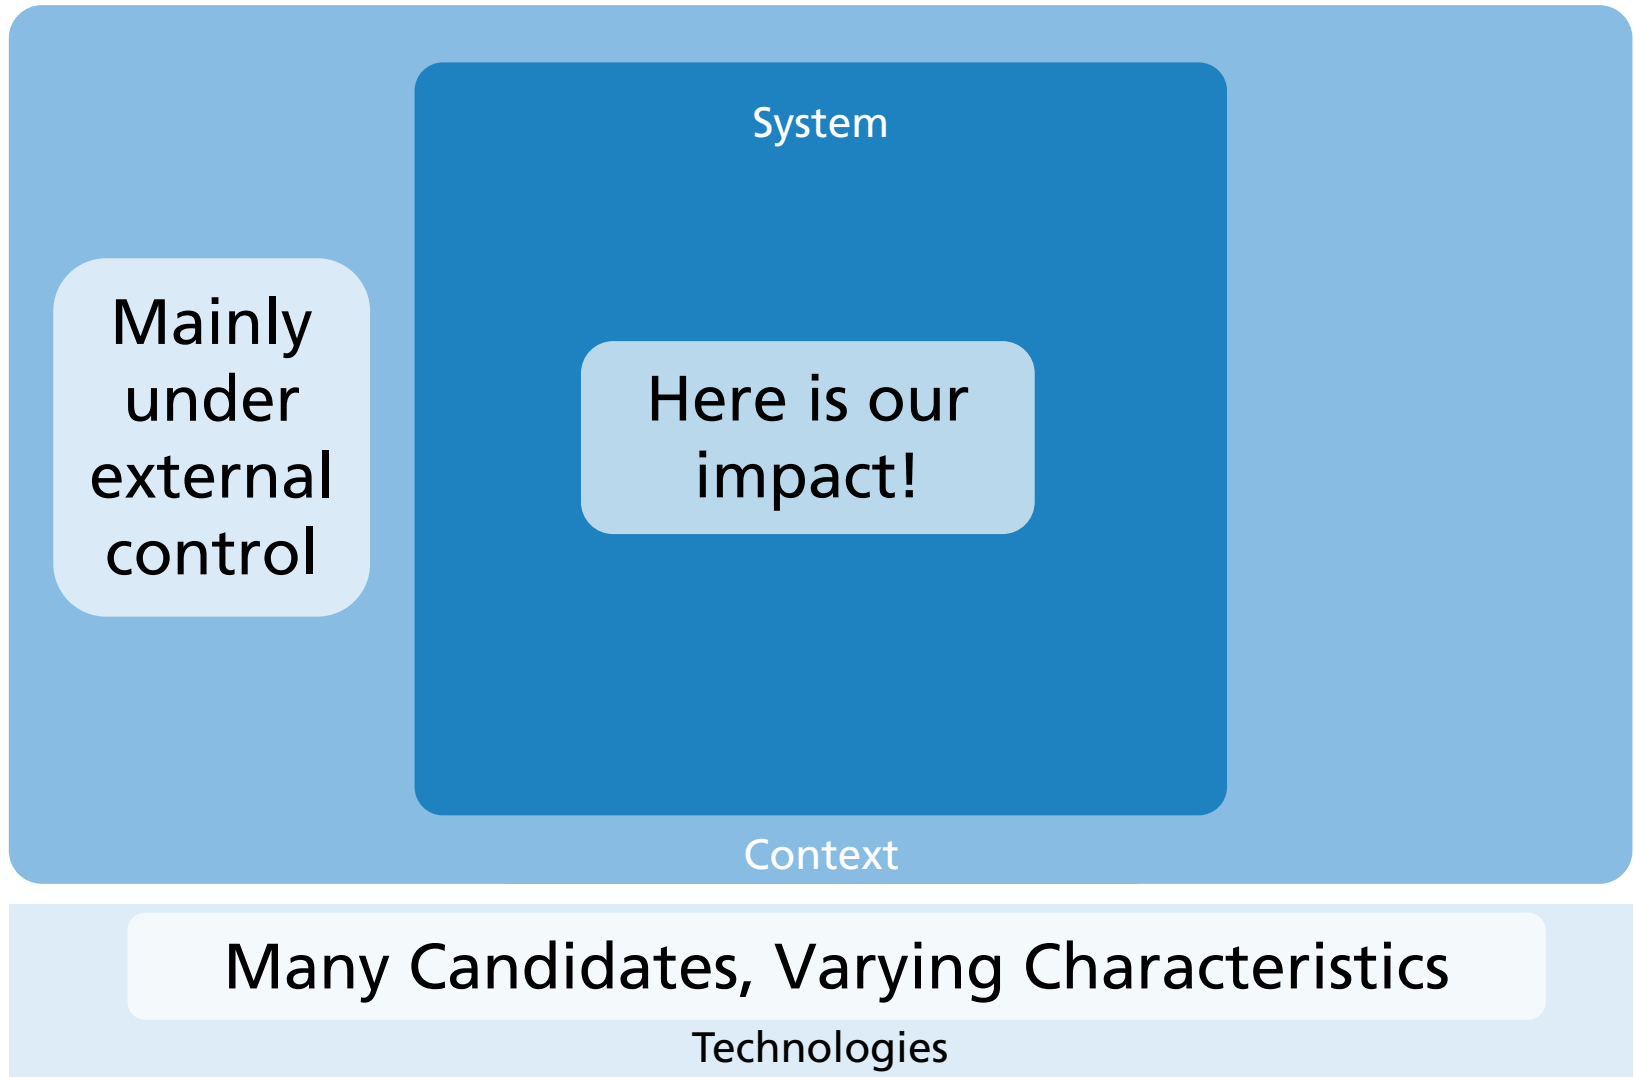 System
Mainly
under
external
control
Here is our
impact!
Context
Many Candidates, Varying Characteristics
Technologies